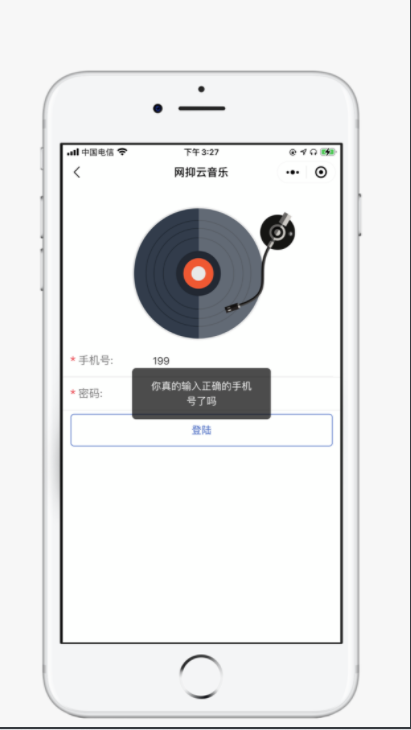 中国电信
下午3:27
网抑云音乐
* 手机号:
199
* 密码:
你真的输入正确的手机
号了吗
登陆